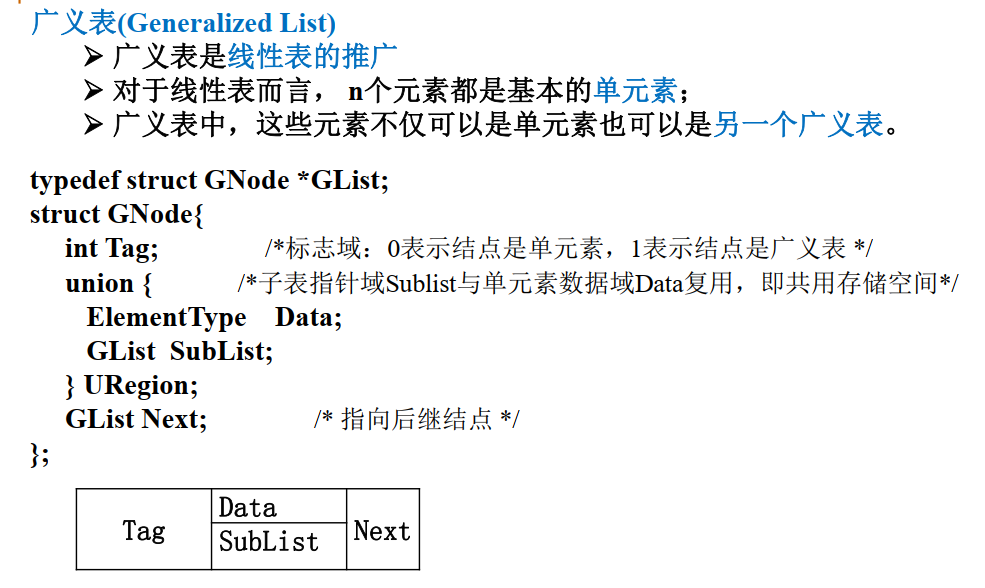 广义表(Generalized List)
➢ 广义表是线性表的推广
➢ 对于线性表而言， n个元素都是基本的单元素；
➢ 广义表中，这些元素不仅可以是单元素也可以是另一个广义表。
typedef struct GNode *GList;
struct GNode{
int Tag; /*标志域：0表示结点是单元素，1表示结点是广义表 */
union { /*子表指针域Sublist与单元素数据域Data复用，即共用存储空间*/
ElementType Data;
GList SubList;
} URegion;
GList Next; /* 指向后继结点 */
};
Data
Tag Next
SubList